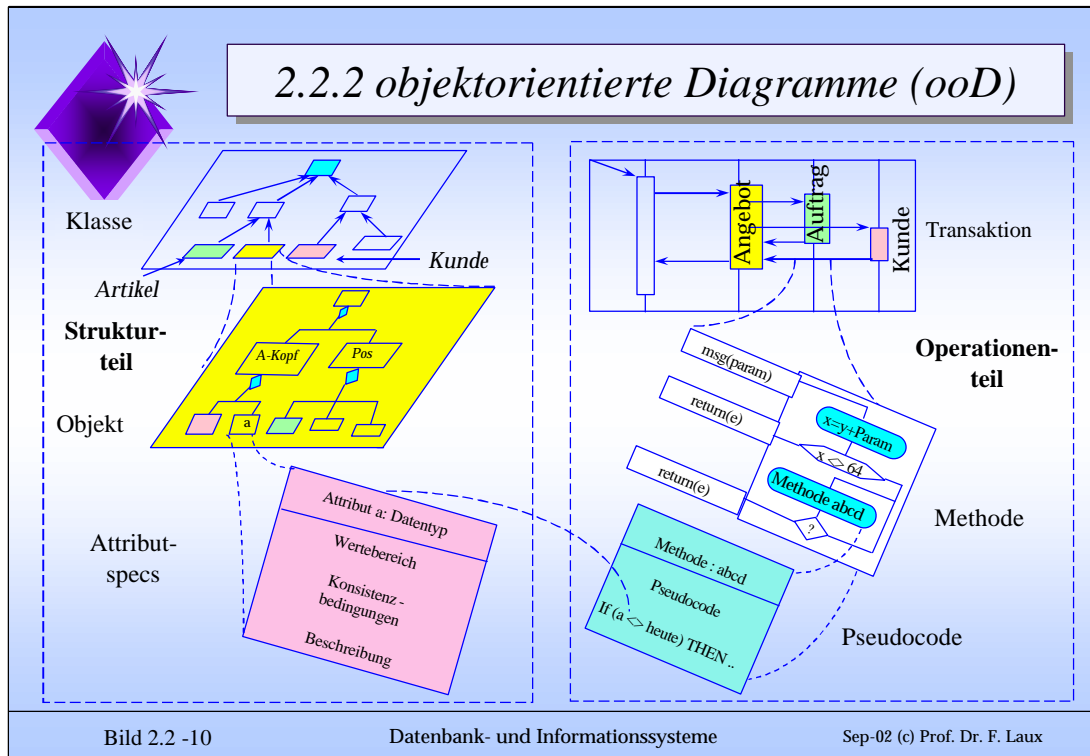 2.2.2 objektorientierte Diagramme (ooD)
Klasse
Artikel
Kunde
Struktur-
teil
A-Kopf
Pos
Objekt
a
Attribut-
specs
Attribut a: Datentyp
Wertebereich
Konsistenz -
bedingungen
Beschreibung
Angebot
Auftrag
Kunde
Transaktion
Operationen-
teil
msg(param)
return(e)
return(e)
x=y+Param
x <> 64
Methode abcd
?
Methode
Methode : abcd
Pseudocode
If (a <> heute) THEN ..
Pseudocode
Bild 2.2 -10
Datenbank- und Informationssysteme
Sep-02 (c) Prof. Dr. F. Laux